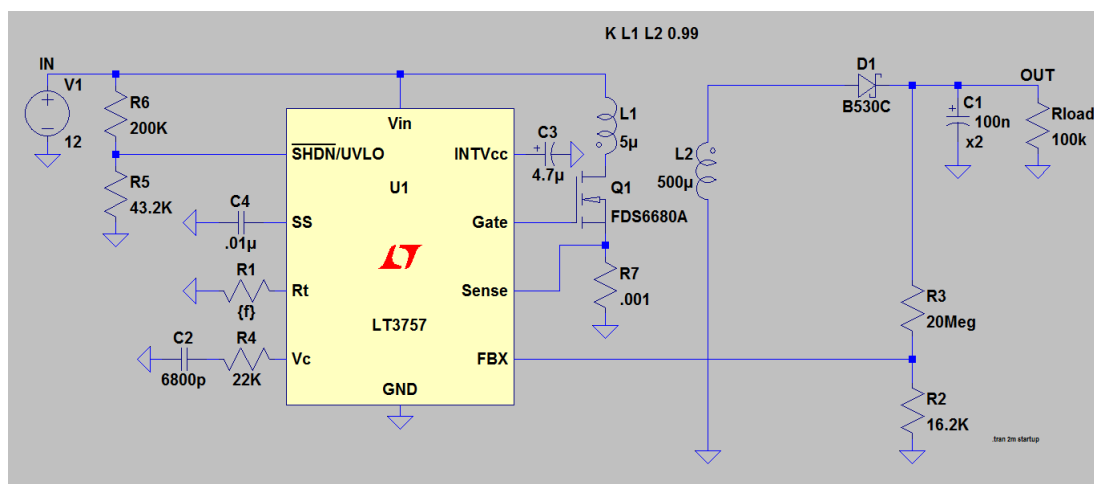 K L1 L2 0.99
IN
V1
12
R6
200K
R5
43.2K
C4
.01µ
R1
{f}
C2
6800p
R4
22K
Vin
SHDN/UVLO
INTVcc
U1
SS
Gate
Rt
Sense
LT3757
Vc
FBX
GND
C3
4.7µ
L1
5µ
Q1
FDS6680A
R7
.001
L2
500µ
D1
B530C
OUT
C1
100n
x2
Rload
100k
R3
20Meg
R2
16.2K
.tran 2m startup